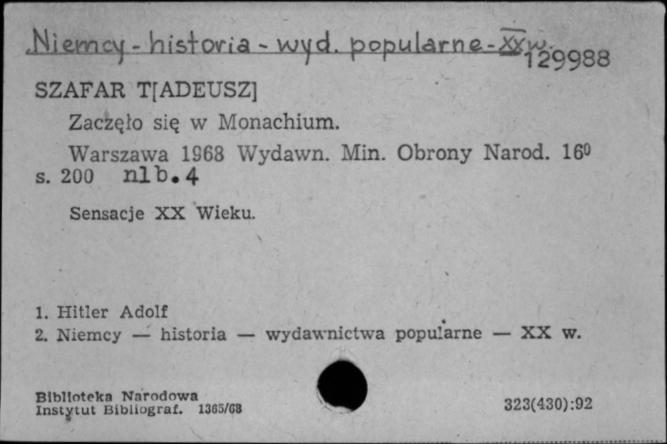 Niemcy - historia - wyd. popularne - XX w.
129988
SZAFAR T[ADEUSZ]
Zaczęło się w Monachium.
Warszawa 1968 Wydawn. Min. Obrony Narod. 16⁰
s. 200 nlb. 4
Sensacje XX Wieku.
1. Hitler Adolf
2. Niemcy — historia — wydawnictwa popularne — XX w.
Biblioteka Narodowa
Instytut Bibliograf. 1365/68
323(430):92